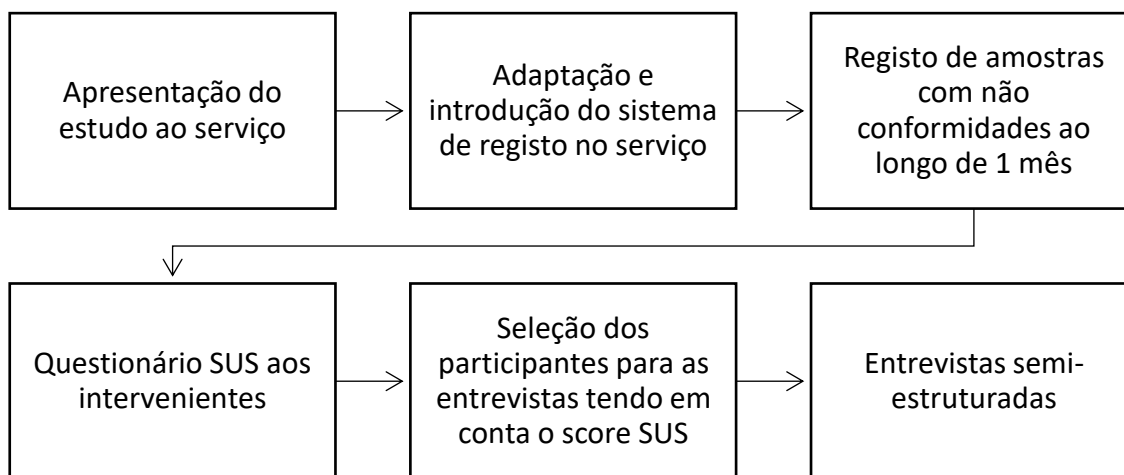 Apresentação do
estudo ao serviço
Adaptação e
introdução do sistema
de registo no serviço
Registo de amostras
com não
conformidades ao
longo de 1 mês
Questionário SUS aos
intervenientes
Seleção dos
participantes para as
entrevistas tendo em
conta o score SUS
Entrevistas semi-
estruturadas